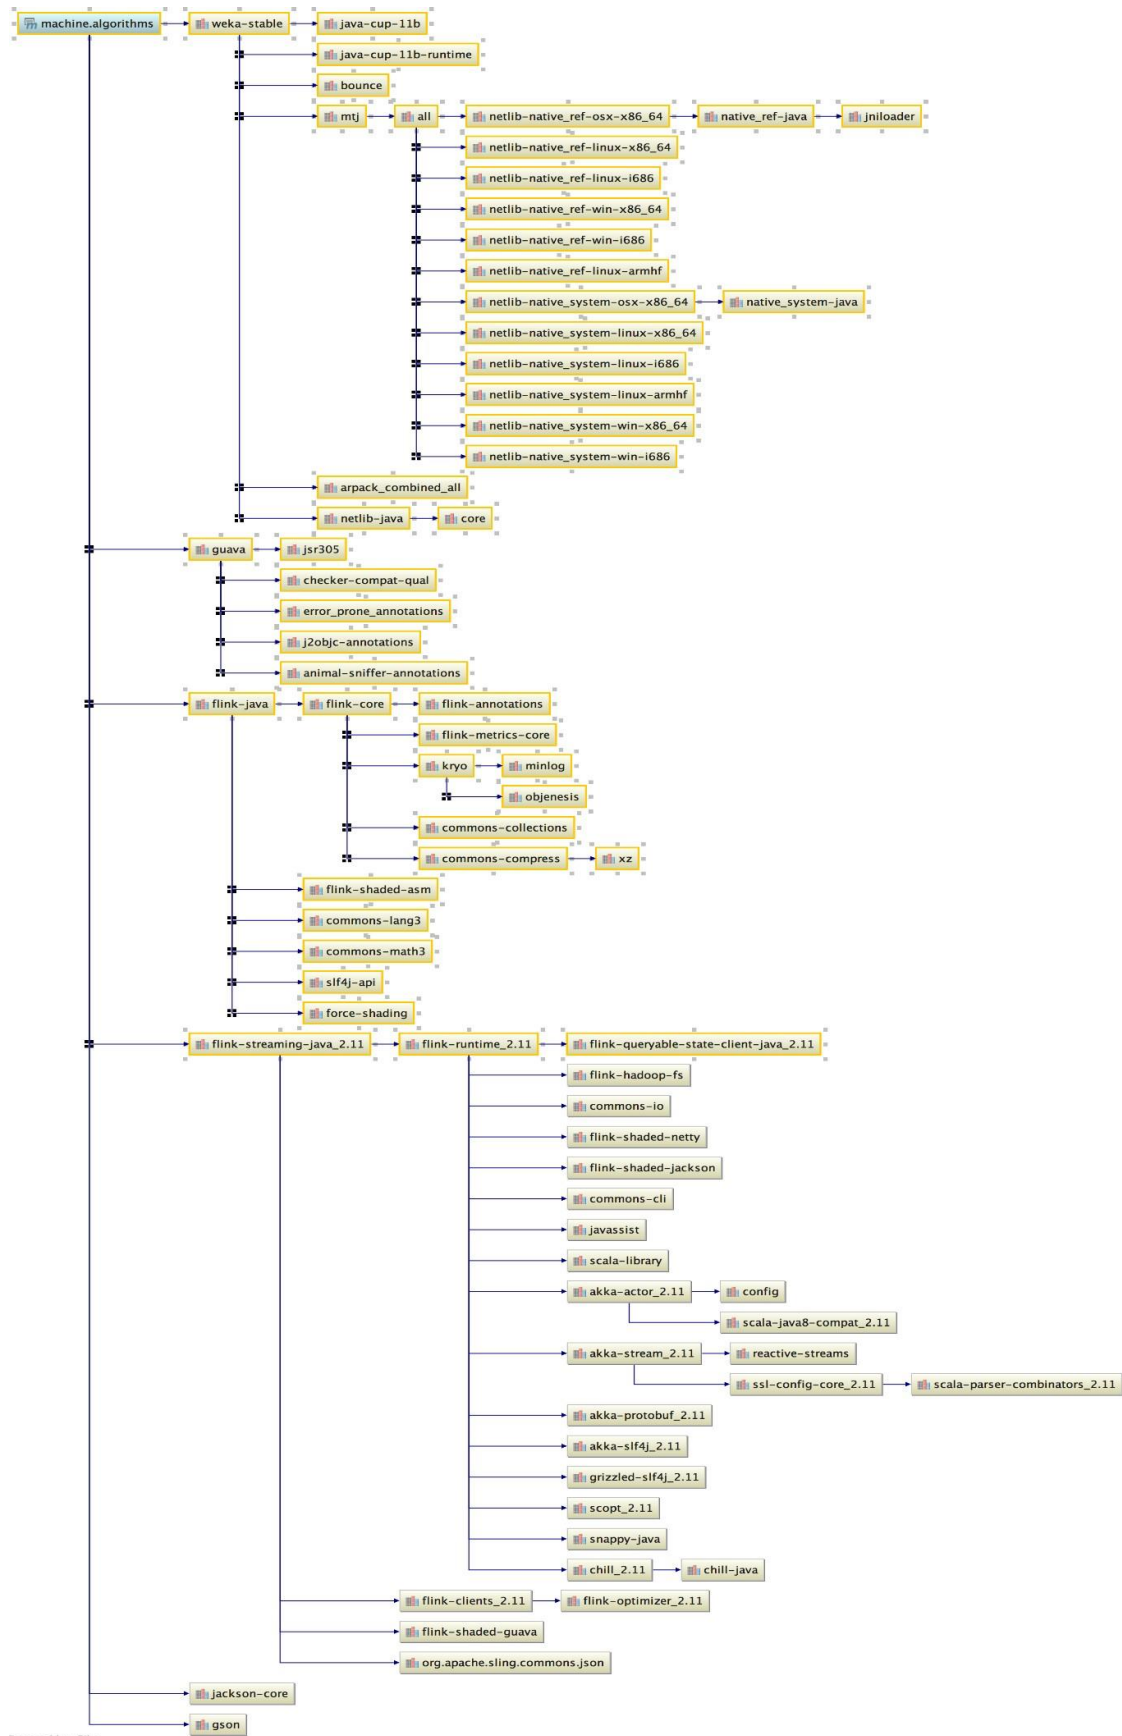 machine.algorithms weka-stable java-cup-11b
java-cup-11b-runtime
bounce
mtj all netlib-native_ref-osx-x86_64 native_ref-java jniloader
netlib-native_ref-linux-x86_64
netlib-native_ref-linux-i686
netlib-native_ref-win-x86_64
netlib-native_ref-win-i686
netlib-native_ref-linux-armhf
netlib-native_system-osx-x86_64 native_system-java
netlib-native_system-linux-x86_64
netlib-native_system-linux-i686
netlib-native_system-linux-armhf
netlib-native_system-win-x86_64
netlib-native_system-win-i686
arpack_combined_all
netlib-java core
guava jsr305
checker-compat-qual
error_prone_annotations
j2objc-annotations
animal-sniffer-annotations
flink-java flink-core flink-annotations
flink-metrics-core
kryo minlog
objenesis
commons-collections
commons-compress xz
flink-shaded-asm
commons-lang3
commons-math3
slf4j-api
force-shading
flink-streaming-java_2.11 flink-runtime_2.11 flink-queryable-state-client-java_2.11
flink-hadoop-fs
commons-io
flink-shaded-netty
flink-shaded-jackson
commons-cli
javassist
scala-library
akka-actor_2.11 config
scala-java8-compat_2.11
akka-stream_2.11 reactive-streams
ssl-config-core_2.11 scala-parser-combinators_2.11
akka-protobuf_2.11
akka-slf4j_2.11
grizzled-slf4j_2.11
scopt_2.11
snappy-java
chill_2.11 chill-java
flink-clients_2.11 flink-optimizer_2.11
flink-shaded-guava
org.apache.sling.commons.json
jackson-core
gson